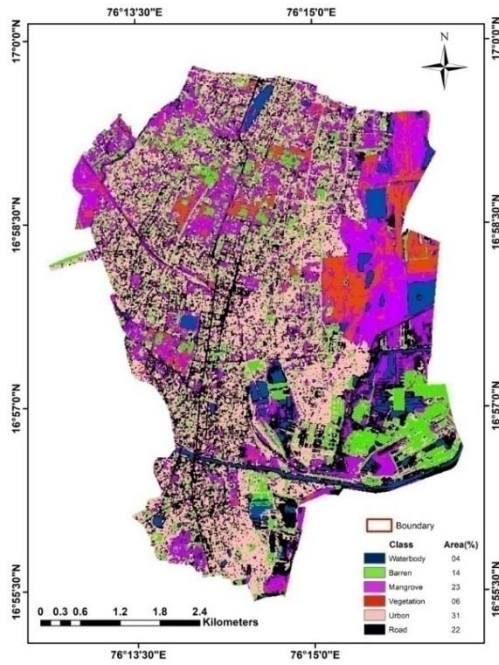 76°13'30"E 76°15'0"E
N
17°0'0"N 17°0'0"N
16°58'30"N 16°58'30"N
16°57'0"N 16°57'0"N
16°55'30"N 16°55'30"N
Boundary
Class Area(%)
Waterbody 04
Barren 14
Mangrove 23
Vegetation 06
Urbon 31
Road 22
0 0.3 0.6 1.2 1.8 2.4
Kilometers
76°13'30"E 76°15'0"E